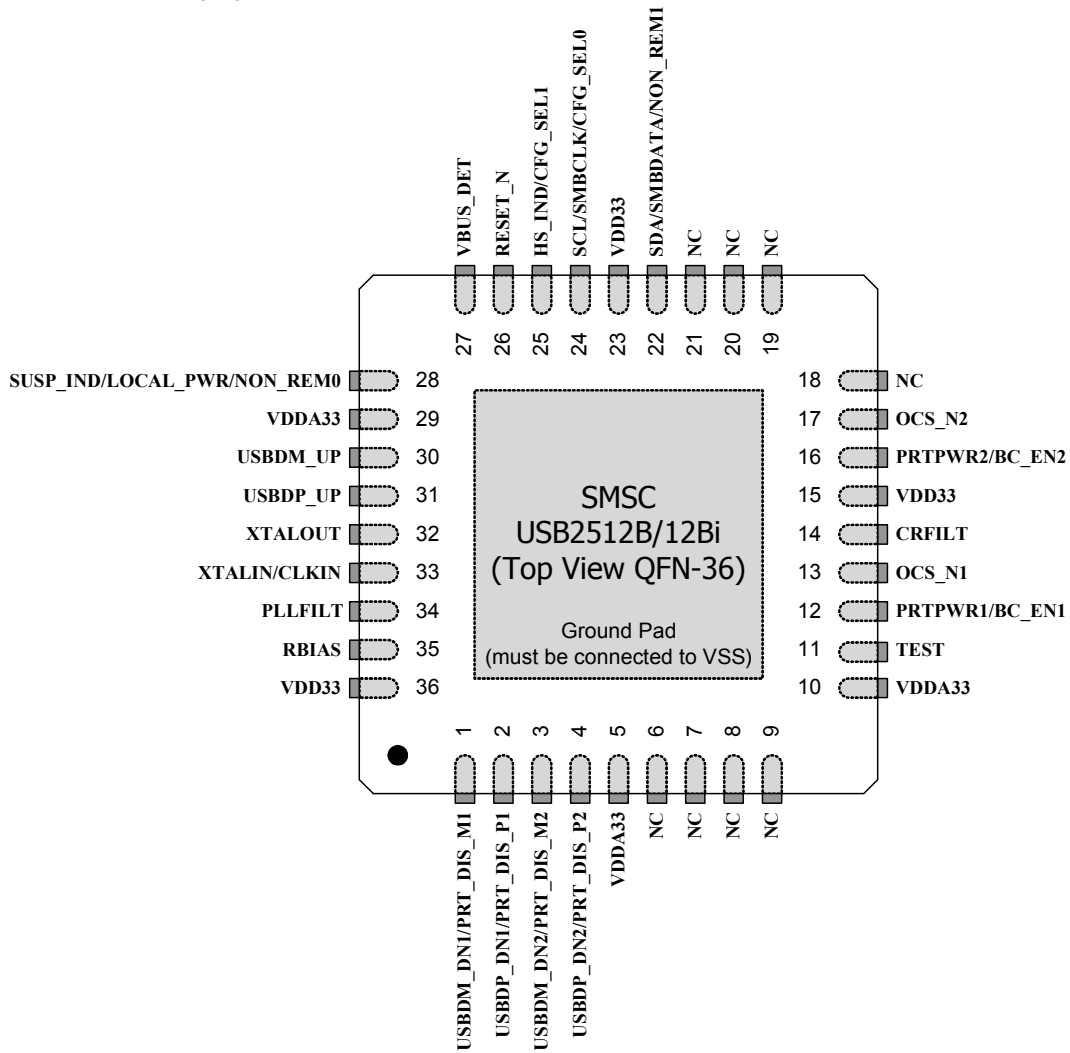 VBUS_DET
RESET_N
HS_IND/CFG_SEL1
SCL/SMBCLK/CFG_SEL0
VDD33
SDA/SMBDATA/NON_REM1
NC
NC
NC
27
26
25
24
23
22
21
20
19
SUSP_IND/LOCAL_PWR/NON_REM0 28
VDDA33 29
USBDM_UP 30
USBDP_UP 31
XTALOUT 32
XTALIN/CLKIN 33
PLLFILT 34
RBIAS 35
VDD33 36
SMSC
USB2512B/12Bi
(Top View QFN-36)
Ground Pad
(must be connected to VSS)
18 NC
17 OCS_N2
16 PRTPWR2/BC_EN2
15 VDD33
14 CRFILT
13 OCS_N1
12 PRTPWR1/BC_EN1
11 TEST
10 VDDA33
1
2
3
4
5
6
7
8
9
USBDM_DN1/PRT_DIS_M1
USBDP_DN1/PRT_DIS_P1
USBDM_DN2/PRT_DIS_M2
USBDP_DN2/PRT_DIS_P2
VDDA33
NC
NC
NC
NC